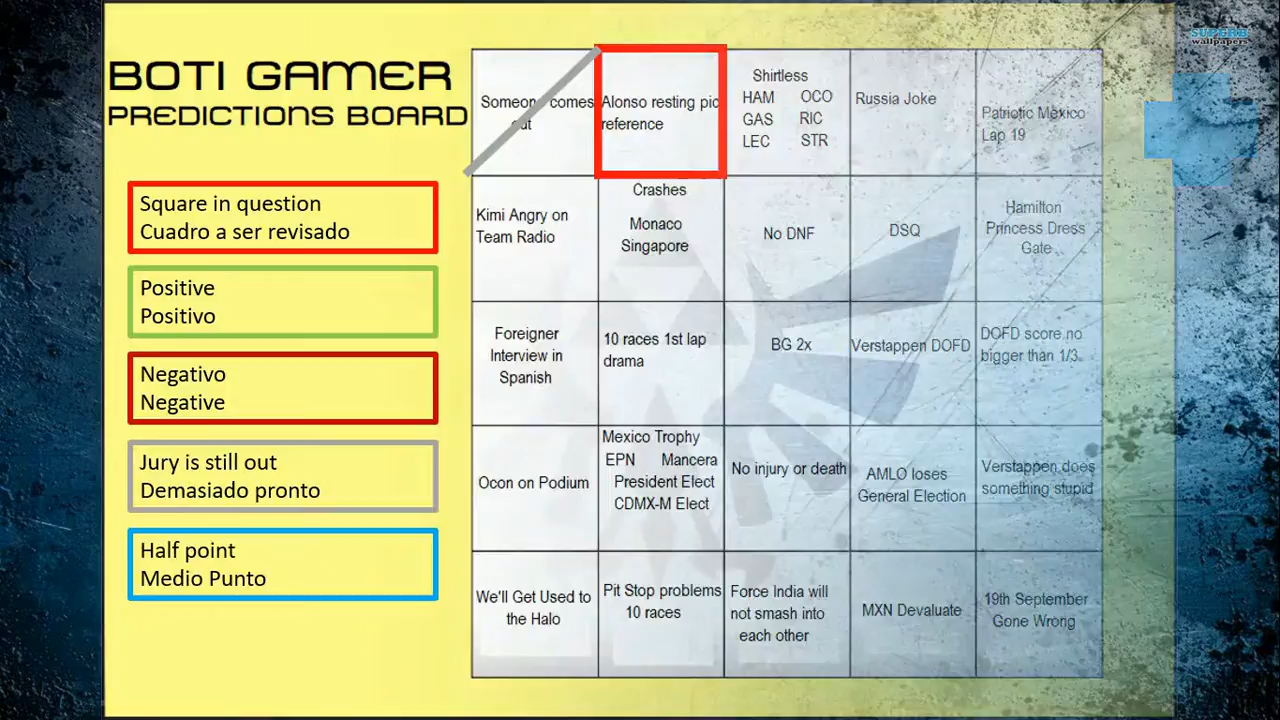 BOTI GAMER
PREDICTIONS BOARD
Square in question
Cuadro a ser revisado
Positive
Positivo
Negativo
Negative
Jury is still out
Demasiado pronto
Half point
Medio Punto
Someone comes
out
Alonso resting pic
reference
Shirtless
HAM OCO
GAS RIC
LEC STR
Russia Joke
Patriotic Mexico
Lap 19
Kimi Angry on
Team Radio
Crashes
Monaco
Singapore
No DNF
DSQ
Hamilton
Princess Dress
Gate
Foreigner
Interview in
Spanish
10 races 1st lap
drama
BG 2x
Verstappen DOFD
DOFD score no
bigger than 1/3
Ocon on Podium
Mexico Trophy
EPN Mancera
President Elect
CDMX-M Elect
No injury or death
AMLO loses
General Election
Verstappen does
something stupid
We'll Get Used to
the Halo
Pit Stop problems
10 races
Force India will
not smash into
each other
MXN Devaluate
19th September
Gone Wrong
SUPERB
wallpapers